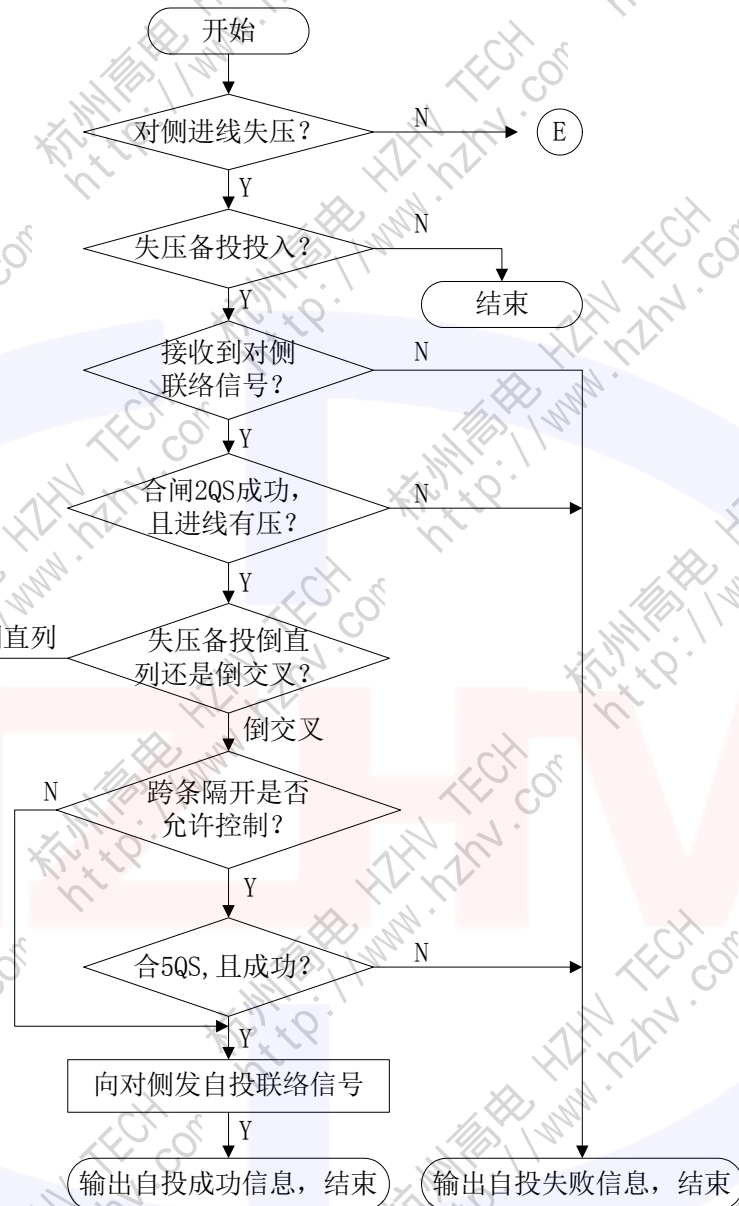 开始
对侧进线失压?
N
E
Y
失压备投投入?
N
Y
结束
接收到对侧
联络信号?
N
Y
合闸2QS成功,
且进线有压?
N
Y
直列
失压备投倒直
列还是倒交叉?
倒交叉
N
跨条隔开是否
允许控制?
Y
合5QS,且成功?
N
Y
向对侧发自投联络信号
Y
输出自投成功信息，结束
输出自投失败信息，结束
杭州高电 HZHV TECH
http://www.hzhv.com